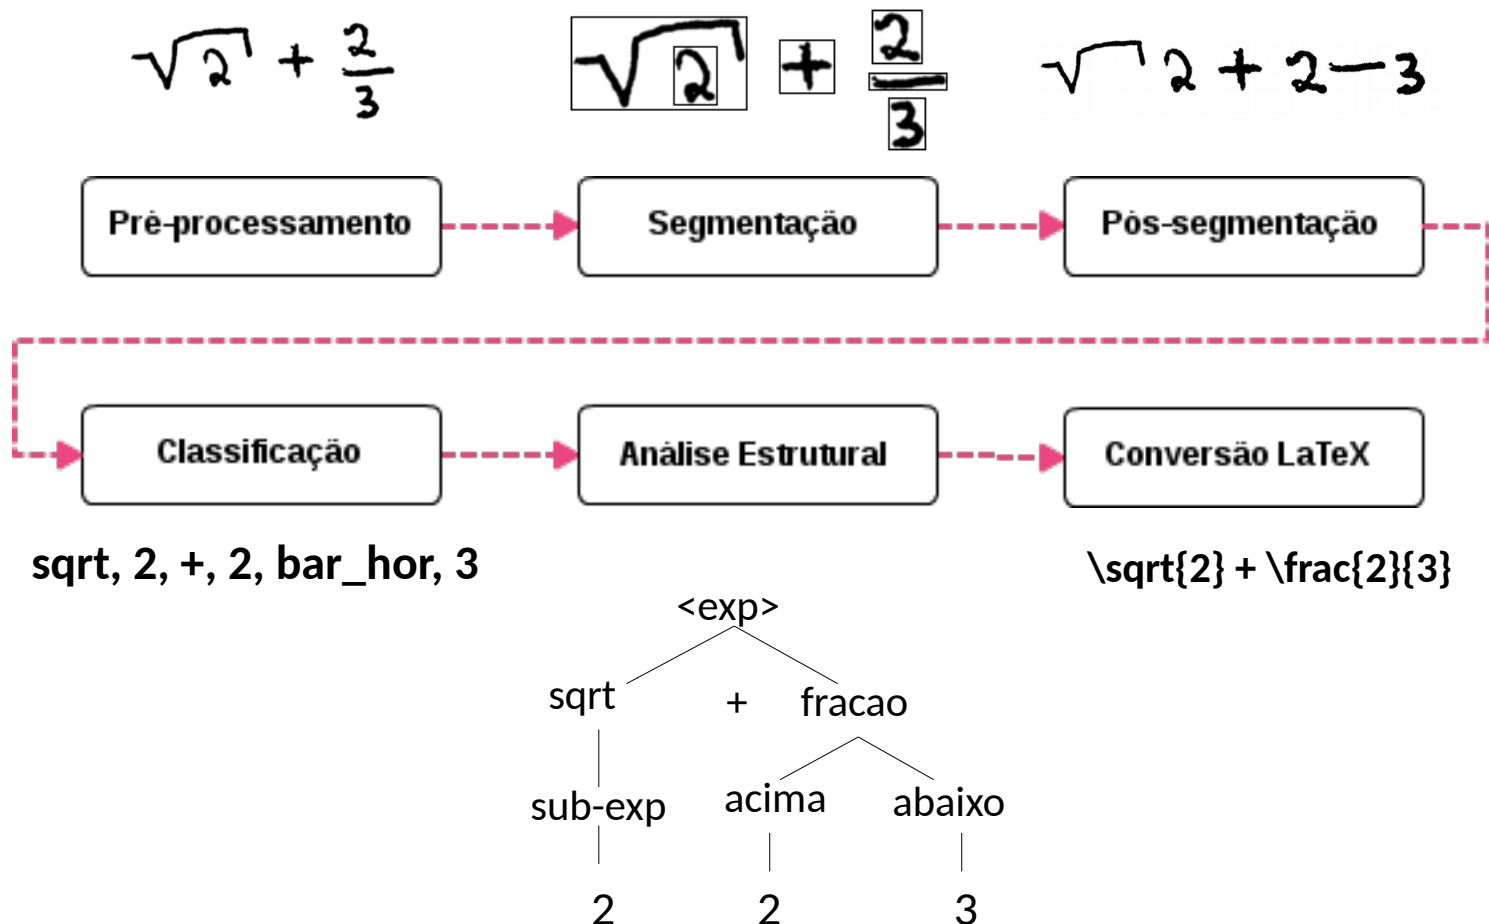 √2 + 2/3
√2 + 2/3
√ 2 + 2 — 3
Pré-processamento
Segmentação
Pós-segmentação
Classificação
Análise Estrutural
Conversão LaTeX
sqrt, 2, +, 2, bar_hor, 3
\sqrt{2} + \frac{2}{3}
<exp>
sqrt + fracao
sub-exp acima abaixo
2 2 3